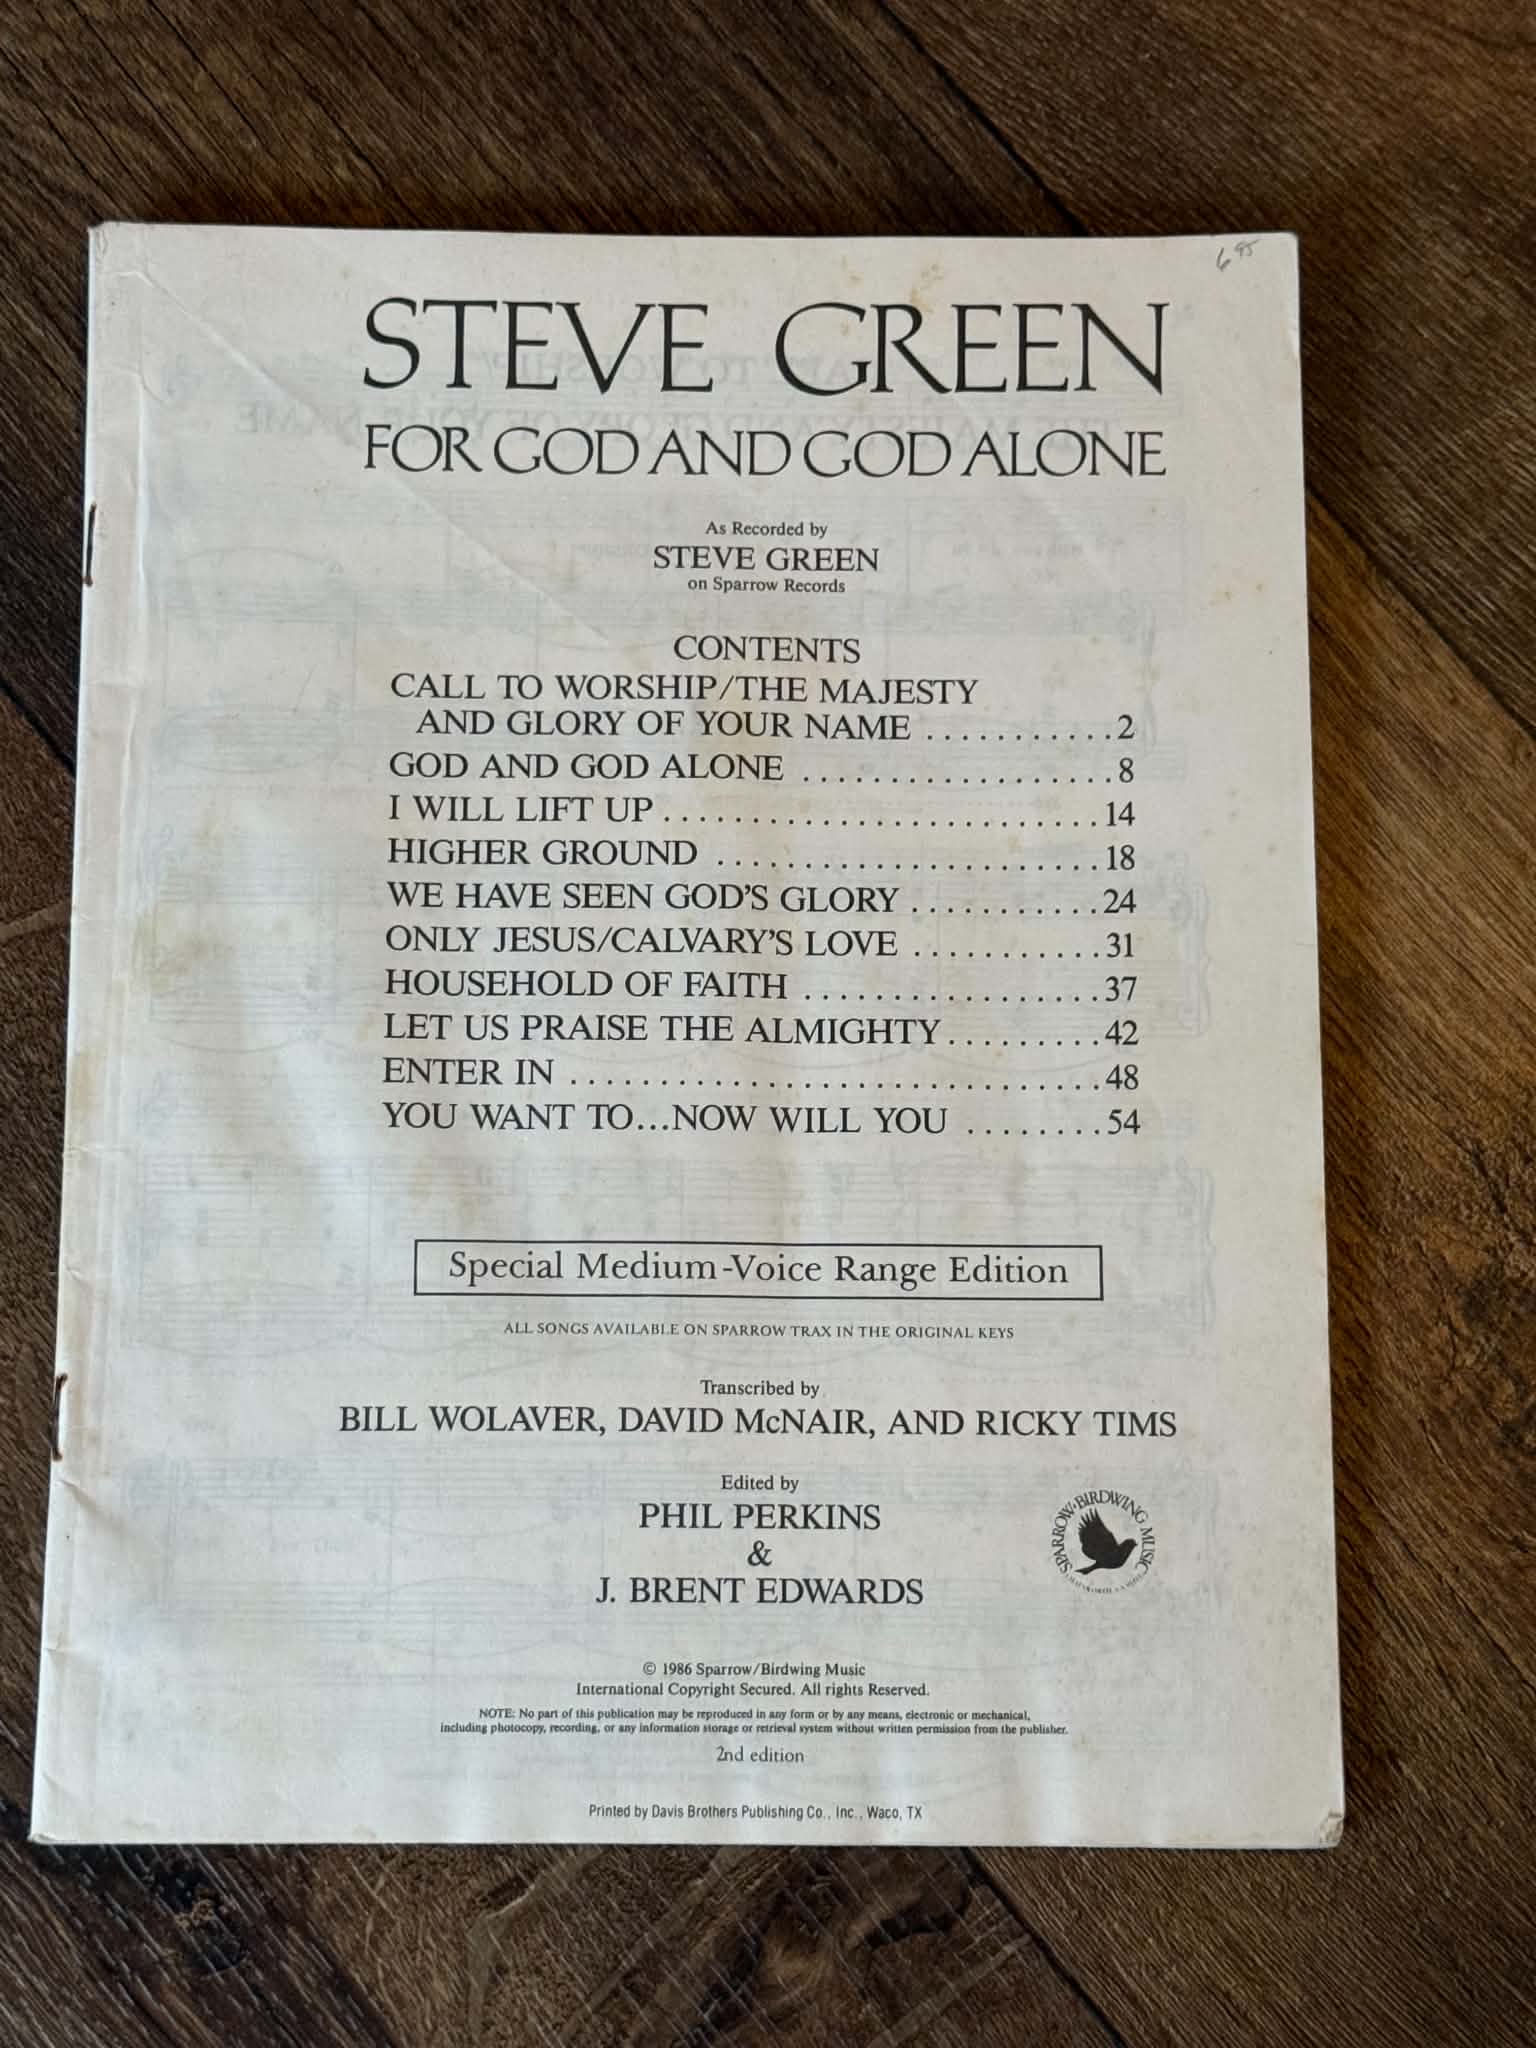 6 95
STEVE GREEN
FOR GOD AND GOD ALONE
As Recorded by
STEVE GREEN
on Sparrow Records
CONTENTS
CALL TO WORSHIP/THE MAJESTY
AND GLORY OF YOUR NAME ...........2
GOD AND GOD ALONE ..................8
I WILL LIFT UP.........................14
HIGHER GROUND ......................18
WE HAVE SEEN GOD'S GLORY ...........24
ONLY JESUS/CALVARY'S LOVE ...........31
HOUSEHOLD OF FAITH .................37
LET US PRAISE THE ALMIGHTY.........42
ENTER IN ..............................48
YOU WANT TO...NOW WILL YOU ........54
Special Medium-Voice Range Edition
ALL SONGS AVAILABLE ON SPARROW TRAX IN THE ORIGINAL KEYS
Transcribed by
BILL WOLAVER, DAVID McNAIR, AND RICKY TIMS
Edited by
PHIL PERKINS
&
J. BRENT EDWARDS
SPARROW•BIRDWING MUSIC
© 1986 Sparrow/Birdwing Music
International Copyright Secured. All rights Reserved.
NOTE: No part of this publication may be reproduced in any form or by any means, electronic or mechanical,
including photocopy, recording, or any information storage or retrieval system without written permission from the publisher.
2nd edition
Printed by Davis Brothers Publishing Co., Inc., Waco, TX